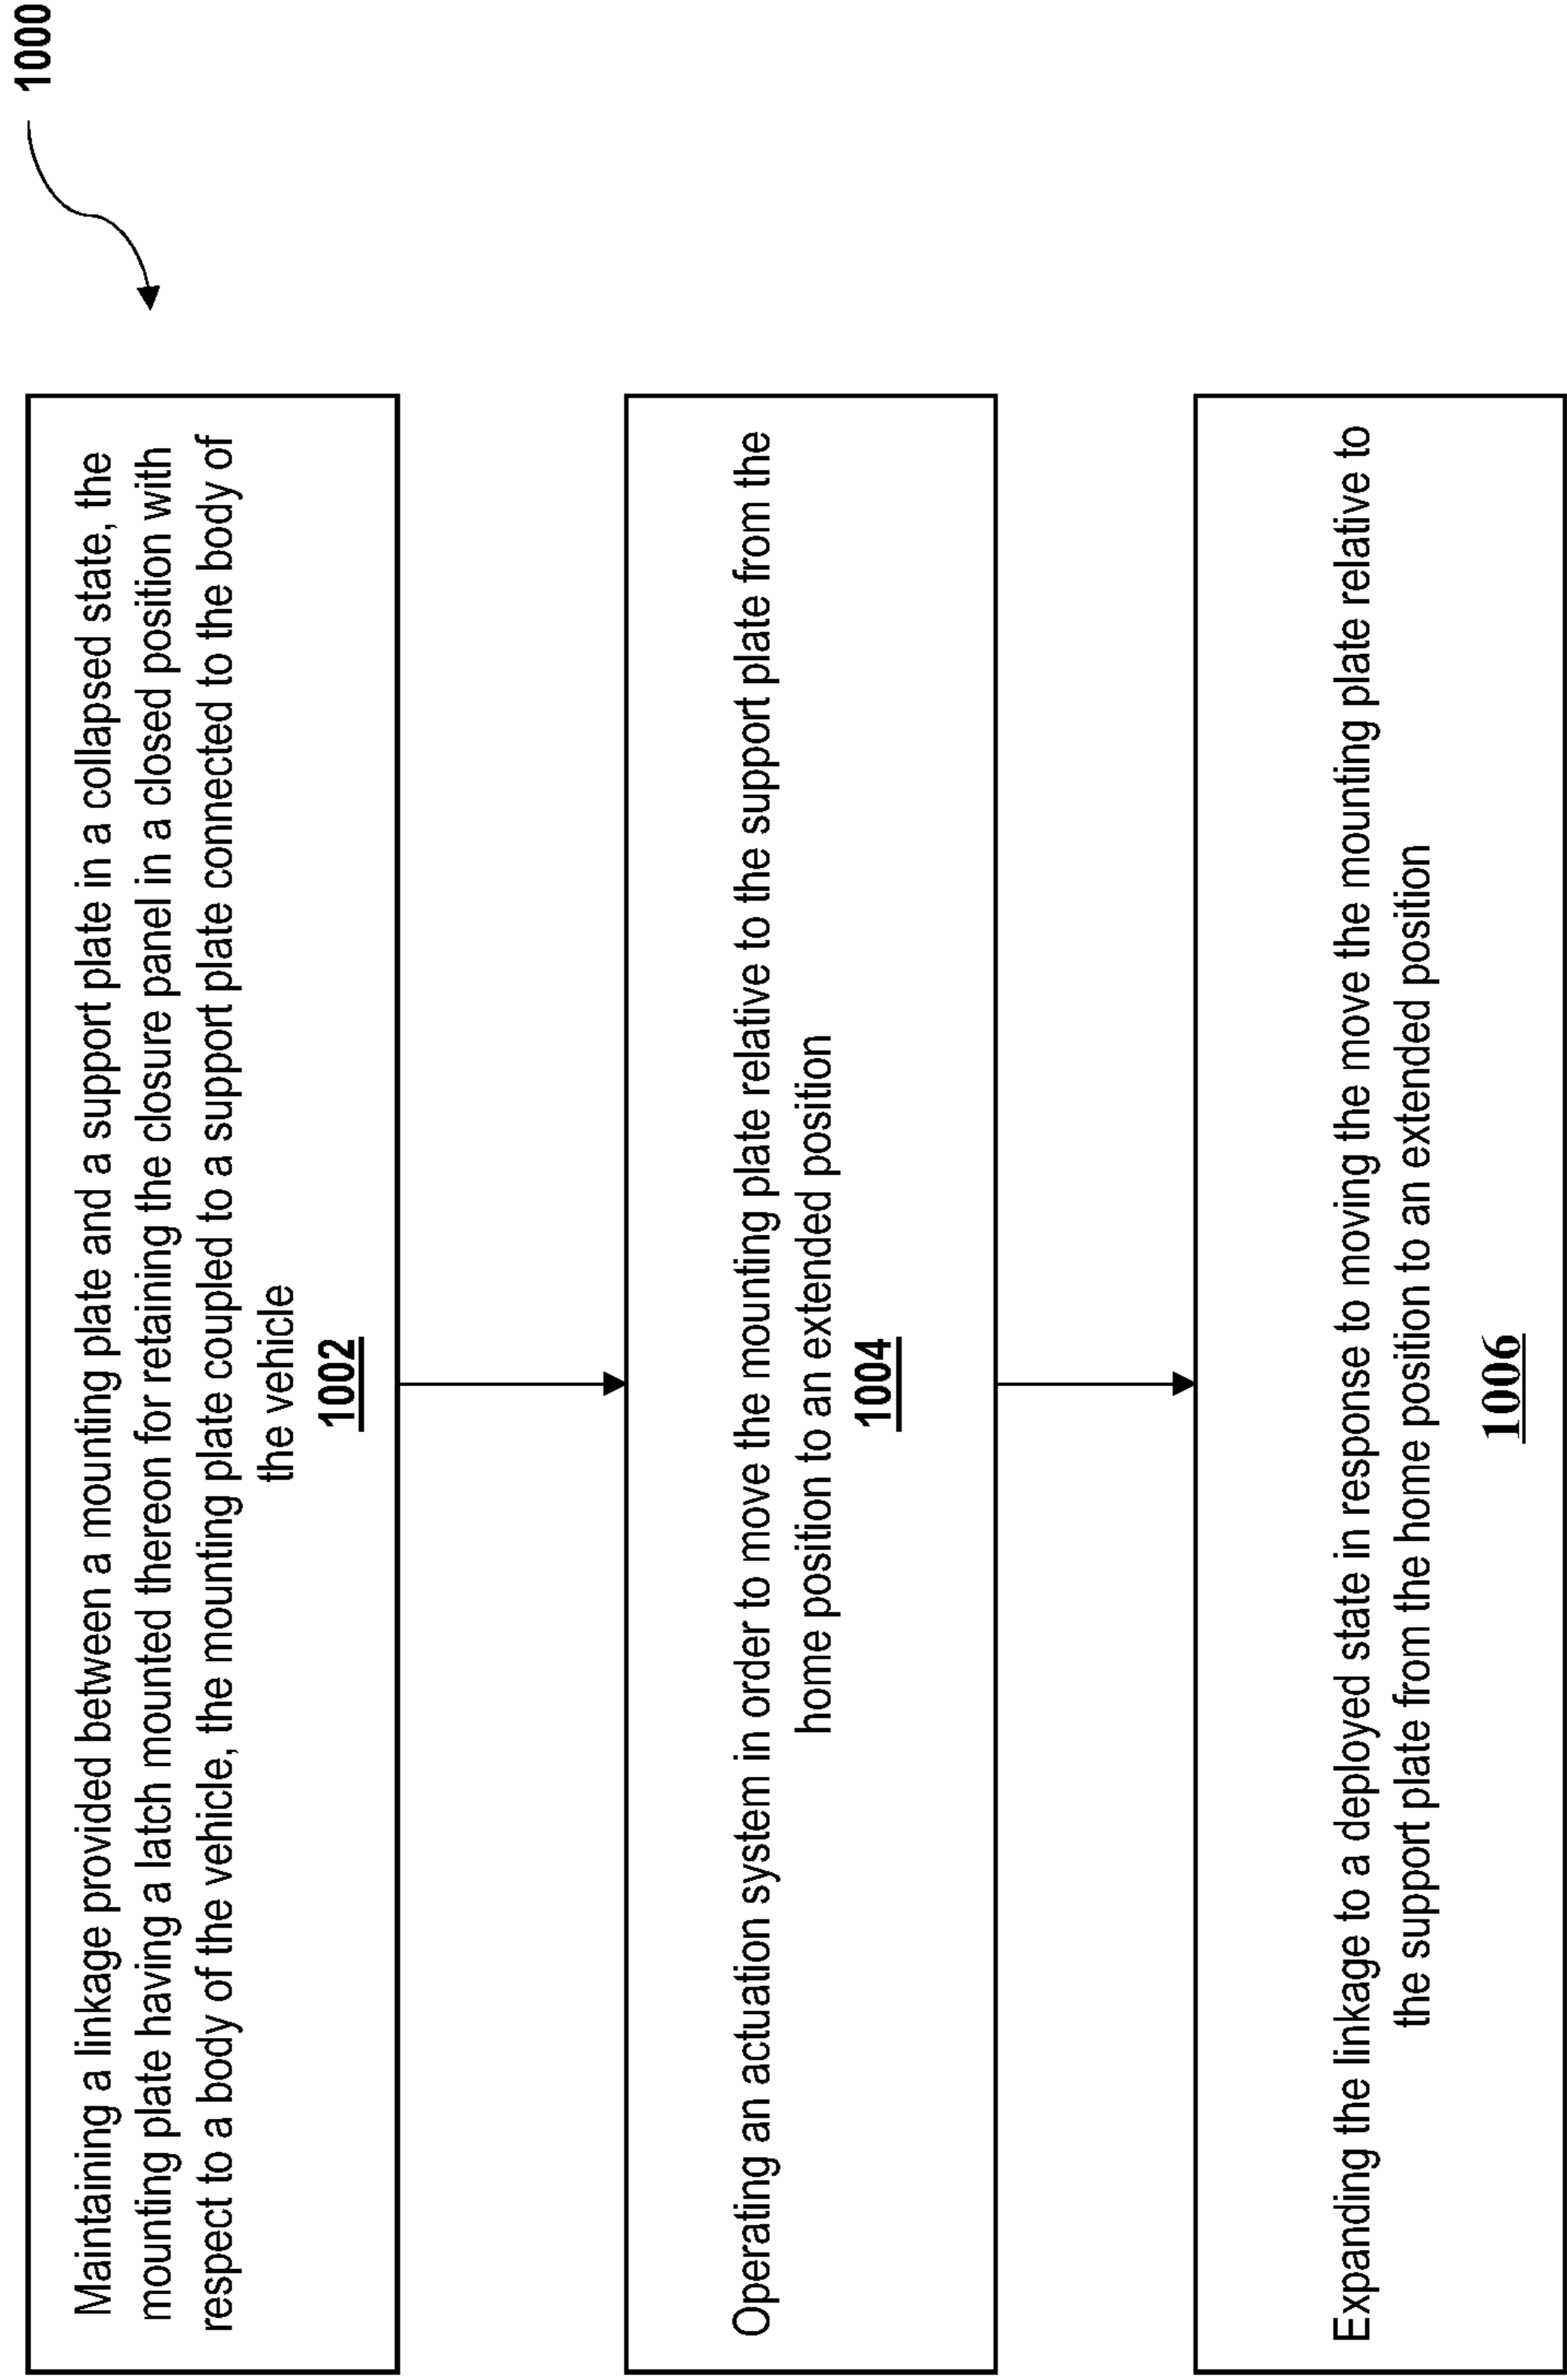 1000
Maintaining a linkage provided between a mounting plate and a support plate in a collapsed state, the
mounting plate having a latch mounted thereon for retaining the closure panel in a closed position with
respect to a body of the vehicle, the mounting plate coupled to a support plate connected to the body of
the vehicle
1002
Operating an actuation system in order to move the mounting plate relative to the support plate from the
home position to an extended position
1004
Expanding the linkage to a deployed state in response to moving the move the mounting plate relative to
the support plate from the home position to an extended position
1006